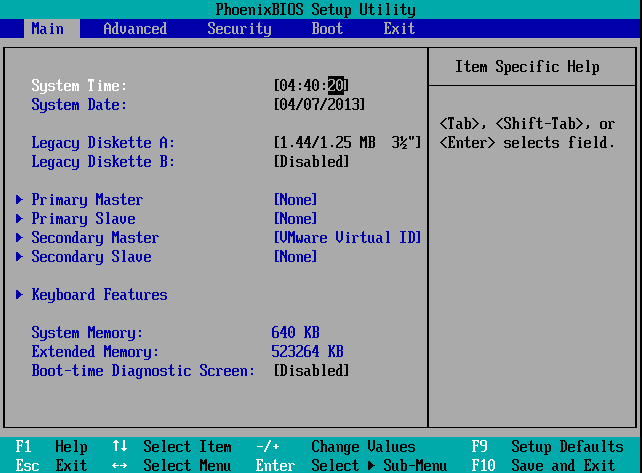 PhoenixBIOS Setup Utility
Main Advanced Security Boot Exit
Item Specific Help
System Time: [04:40:20]
System Date: [04/07/2013]
<Tab>, <Shift-Tab>, or
<Enter> selects field.
Legacy Diskette A: [1.44/1.25 MB 3½"]
Legacy Diskette B: [Disabled]
Primary Master [None]
Primary Slave [None]
Secondary Master [VMware Virtual ID]
Secondary Slave [None]
Keyboard Features
System Memory: 640 KB
Extended Memory: 523264 KB
Boot-time Diagnostic Screen: [Disabled]
F1 Help ↑↓ Select Item -/+ Change Values F9 Setup Defaults
Esc Exit ↔ Select Menu Enter Select ▶ Sub-Menu F10 Save and Exit